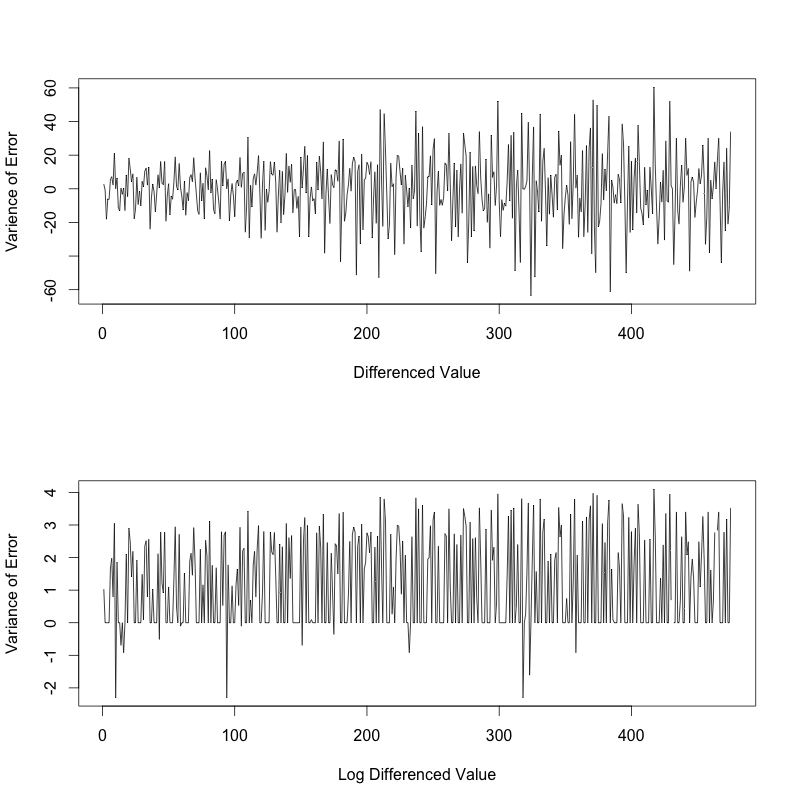 60
40
20
0
-20
-60
Varience of Error
0 100 200 300 400
Differenced Value
4
3
2
1
0
-1
-2
Variance of Error
0 100 200 300 400
Log Differenced Value